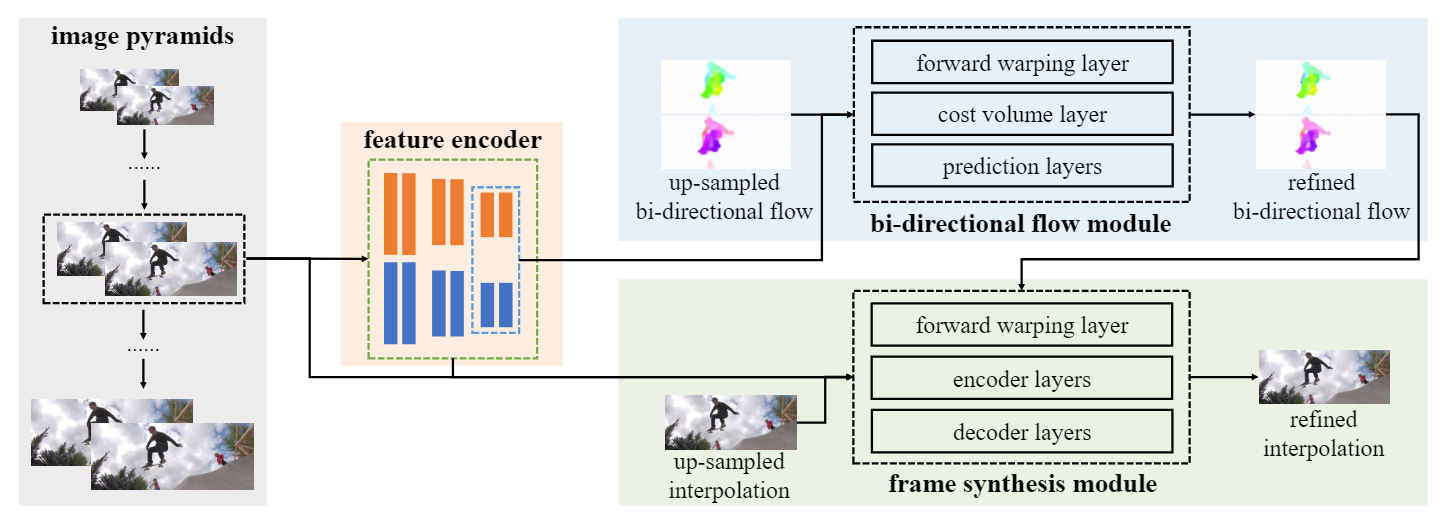 image pyramids
......
......
feature encoder
up-sampled
bi-directional flow
forward warping layer
cost volume layer
prediction layers
bi-directional flow module
refined
bi-directional flow
up-sampled
interpolation
forward warping layer
encoder layers
decoder layers
frame synthesis module
refined
interpolation